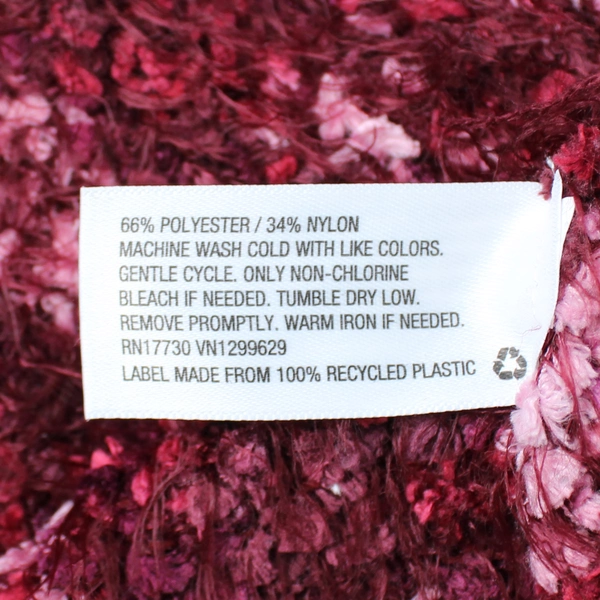 66% POLYESTER / 34% NYLON
MACHINE WASH COLD WITH LIKE COLORS.
GENTLE CYCLE. ONLY NON-CHLORINE
BLEACH IF NEEDED. TUMBLE DRY LOW.
REMOVE PROMPTLY. WARM IRON IF NEEDED.
RN17730 VN1299629
LABEL MADE FROM 100% RECYCLED PLASTIC